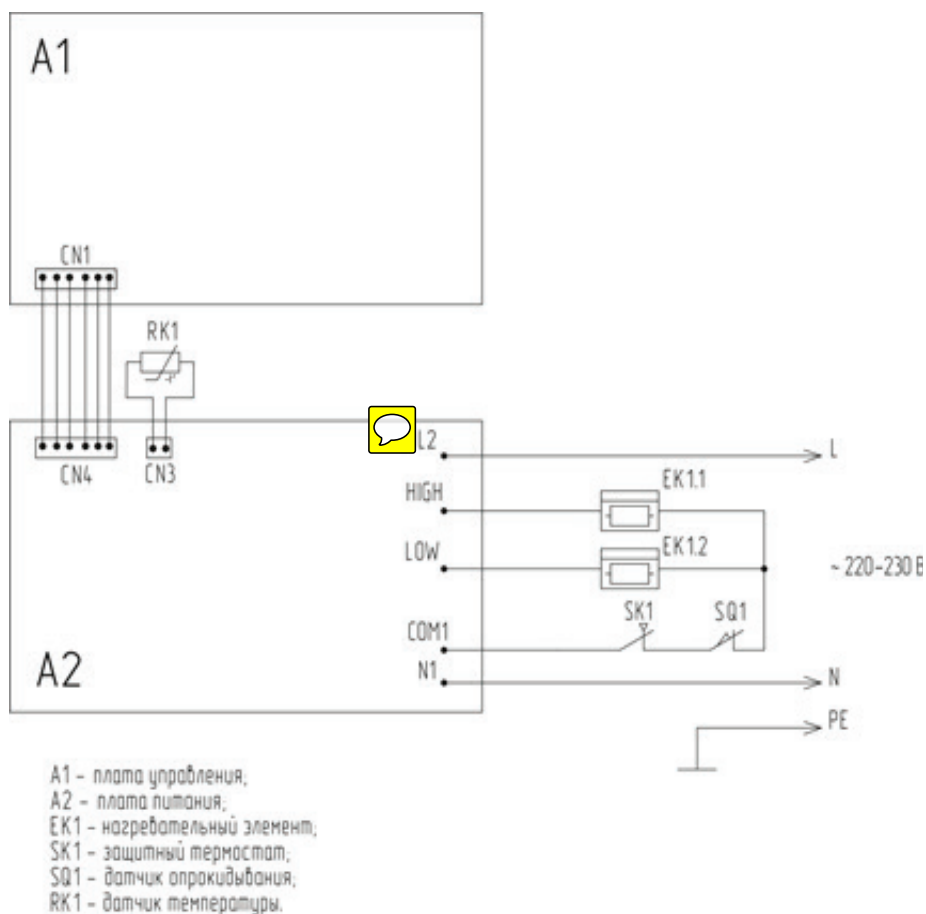 A1
CN1
RK1
CN4
CN3
L2
L
HIGH
EK1.1
LOW
EK1.2
~ 220-230 В
SK1
SQ1
COM1
A2
N1
N
PE
A1 - плата управления;
A2 - плата питания;
EK1 - нагревательный элемент;
SK1 - защитный термостат;
SQ1 - датчик опрокидывания;
RK1 - датчик температуры.